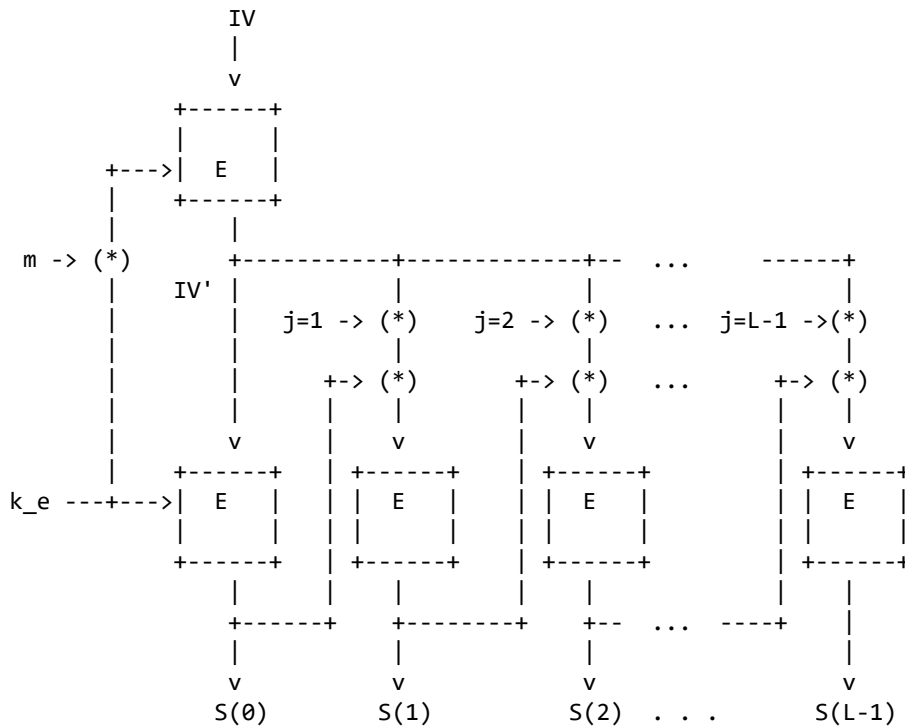 IV
E
m -> (*)
...
IV'
j=1 -> (*) j=2 -> (*) ... j=L-1 ->(*)
+-> (*) +-> (*) ... +-> (*)
k_e E E E E
...
S(0) S(1) S(2) . . . S(L-1)